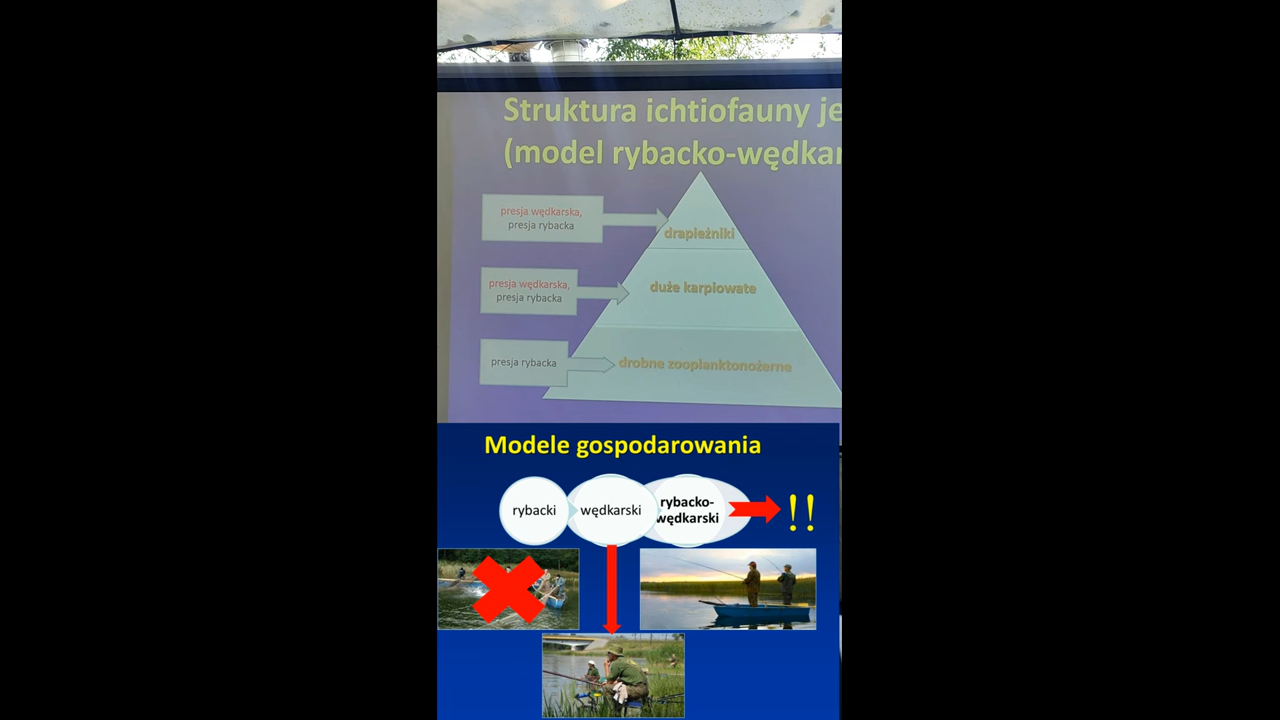 Struktura ichtiofauny je
(model rybacko-wędkar
presja wędkarska,
presja rybacka
drapieżniki
presja wędkarska,
presja rybacka
duże karpiowate
presja rybacka
drobne zooplanktonożerne
Modele gospodarowania
rybacki
wędkarski
rybacko-
wędkarski
!!